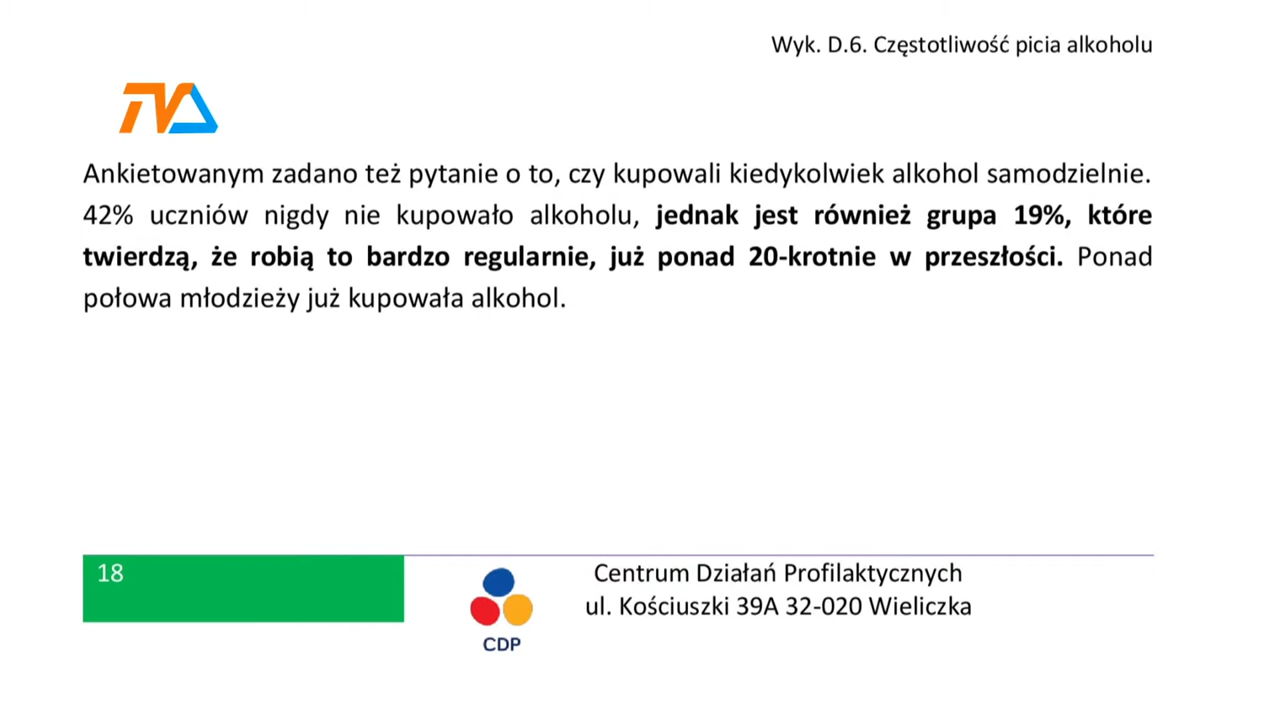 Wyk. D.6. Częstotliwość picia alkoholu
TVA
Ankietowanym zadano też pytanie o to, czy kupowali kiedykolwiek alkohol samodzielnie.
42% uczniów nigdy nie kupowało alkoholu, jednak jest również grupa 19%, które
twierdzą, że robią to bardzo regularnie, już ponad 20-krotnie w przeszłości. Ponad
połowa młodzieży już kupowała alkohol.
18
Centrum Działań Profilaktycznych
ul. Kościuszki 39A 32-020 Wieliczka
CDP